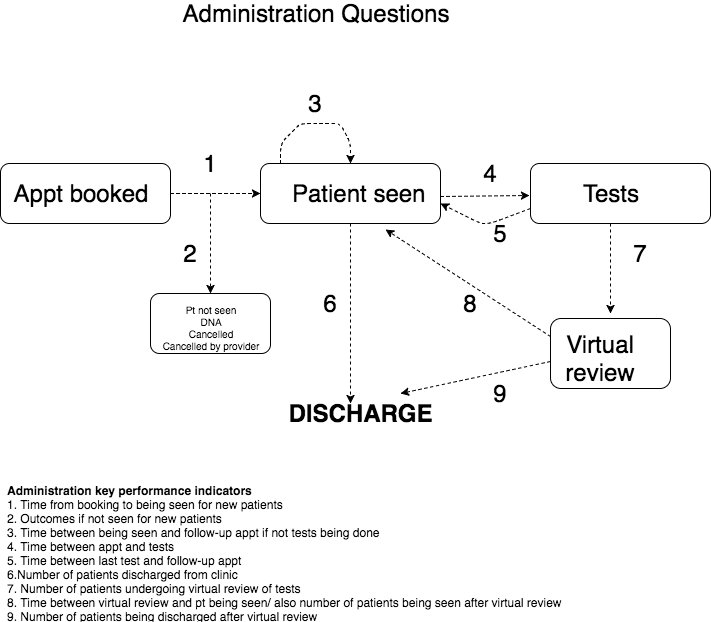 Administration Questions
3
1
Appt booked
Patient seen
4
Tests
5
2
7
Pt not seen
DNA
Cancelled
Cancelled by provider
6
8
Virtual
review
9
DISCHARGE
Administration key performance indicators
1. Time from booking to being seen for new patients
2. Outcomes if not seen for new patients
3. Time between being seen and follow-up appt if not tests being done
4. Time between appt and tests
5. Time between last test and follow-up appt
6.Number of patients discharged from clinic
7. Number of patients undergoing virtual review of tests
8. Time between virtual review and pt being seen/ also number of patients being seen after virtual review
9. Number of patients being discharged after virtual review